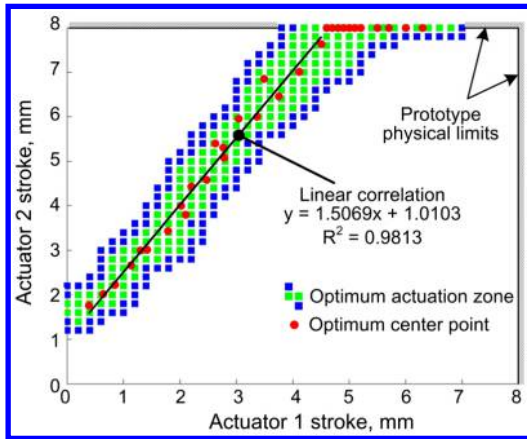 8
7
6
5
4
3
2
1
0
Actuator 2 stroke, mm
Prototype
physical limits
Linear correlation
y = 1.5069x + 1.0103
R² = 0.9813
Optimum actuation zone
Optimum center point
0 1 2 3 4 5 6 7 8
Actuator 1 stroke, mm